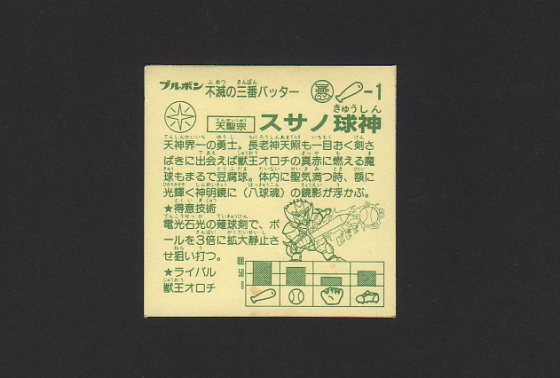 ブルボン 不滅の三番バッター -1
天聖宗 スサノ球神
天神界一の勇士。長老神天照も一目おく剣さ
ばきに出会えば獣王オロチの真赤に燃える魔
球もまるで豆腐球。体内に聖気満つ時、額に
光輝く神明鏡に〈八球魂〉の鏡影が浮かぶ。
★得意技術
電光石光の薙球剣で、ボ
ールを3倍に拡大静止さ
せ狙い打つ。
★ライバル
獣王オロチ
100
50
0